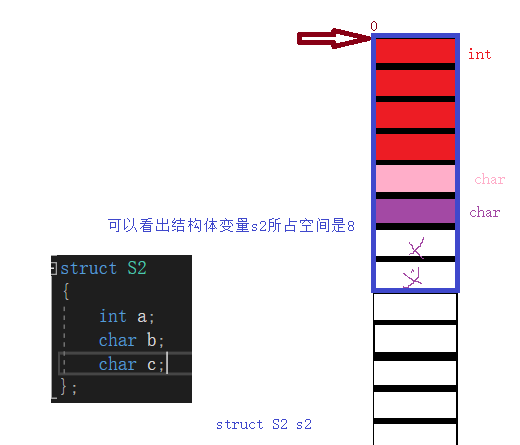 0
int
char
char
可以看出结构体变量s2所占空间是8
X
X
struct S2
{
int a;
char b;
char c;
};
struct S2 s2